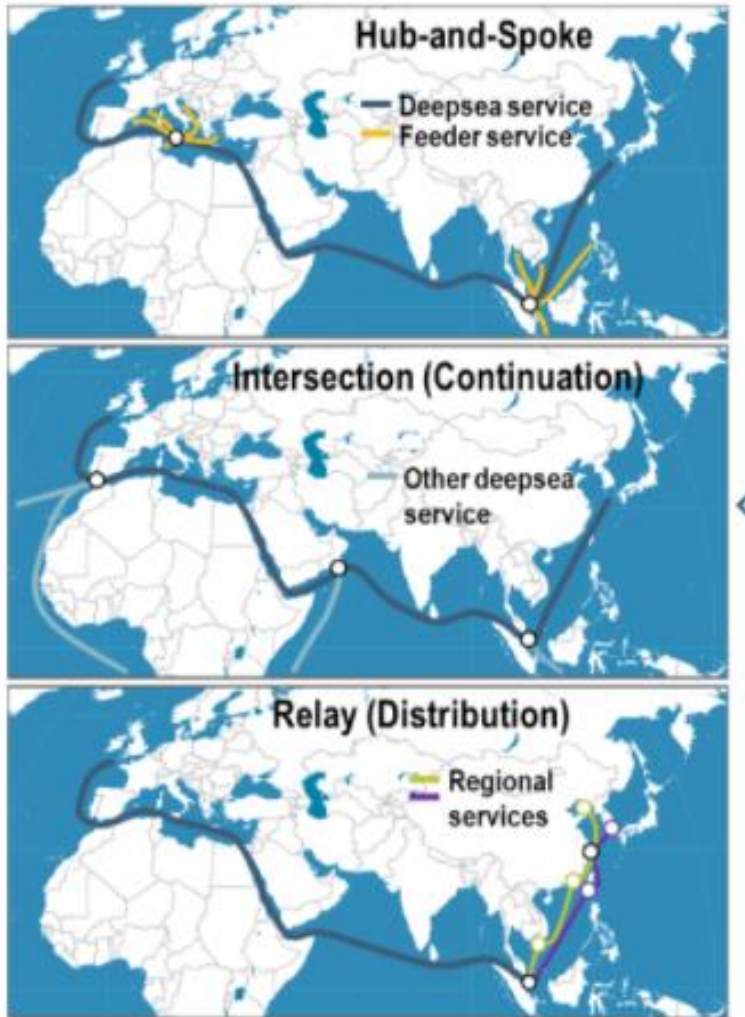 Hub-and-Spoke
Deepsea service
Feeder service
Intersection (Continuation)
Other deepsea
service
Relay (Distribution)
Regional
services